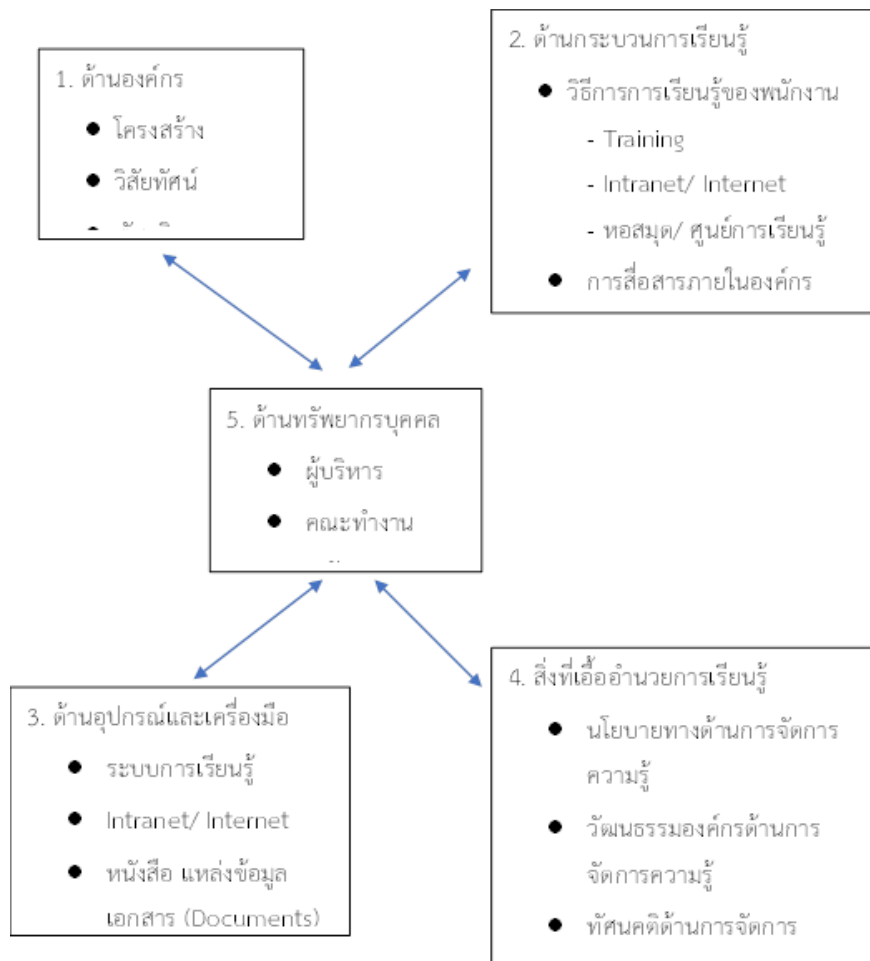 1. ด้านองค์กร
● โครงสร้าง
● วิสัยทัศน์
2. ด้านกระบวนการเรียนรู้
● วิธีการการเรียนรู้ของพนักงาน
- Training
- Intranet/ Internet
- หอสมุด/ ศูนย์การเรียนรู้
● การสื่อสารภายในองค์กร
5. ด้านทรัพยากรบุคคล
● ผู้บริหาร
● คณะทำงาน
3. ด้านอุปกรณ์และเครื่องมือ
● ระบบการเรียนรู้
● Intranet/ Internet
● หนังสือ แหล่งข้อมูล
เอกสาร (Documents)
4. สิ่งที่เอื้ออำนวยการเรียนรู้
● นโยบายทางด้านการจัดการ
ความรู้
● วัฒนธรรมองค์กรด้านการ
จัดการความรู้
● ทัศนคติด้านการจัดการ